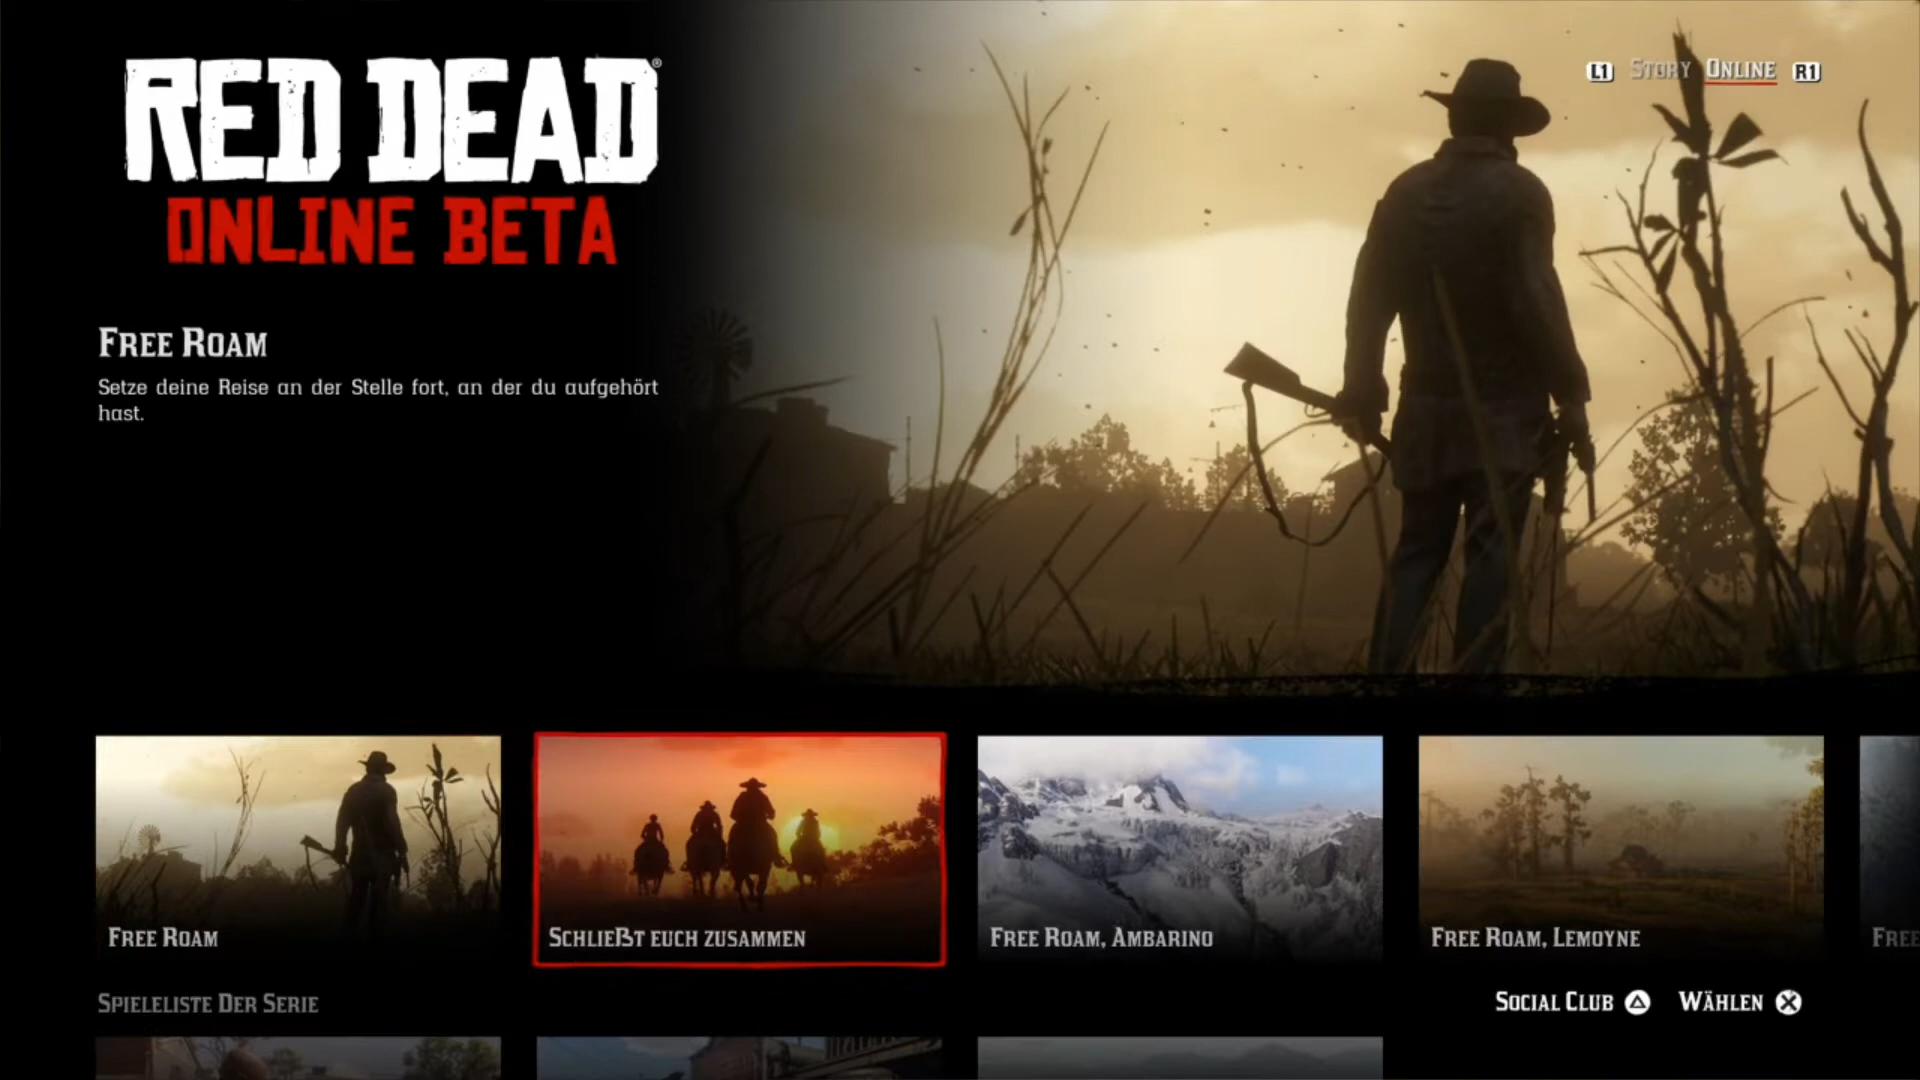 RED DEAD®
ONLINE BETA
L1 STORY ONLINE R1
FREE ROAM
Setze deine Reise an der Stelle fort, an der du aufgehört
hast.
FREE ROAM
SCHLIEßT EUCH ZUSAMMEN
FREE ROAM, AMBARINO
FREE ROAM, LEMOYNE
FREE
SPIELELISTE DER SERIE
SOCIAL CLUB
WÄHLEN